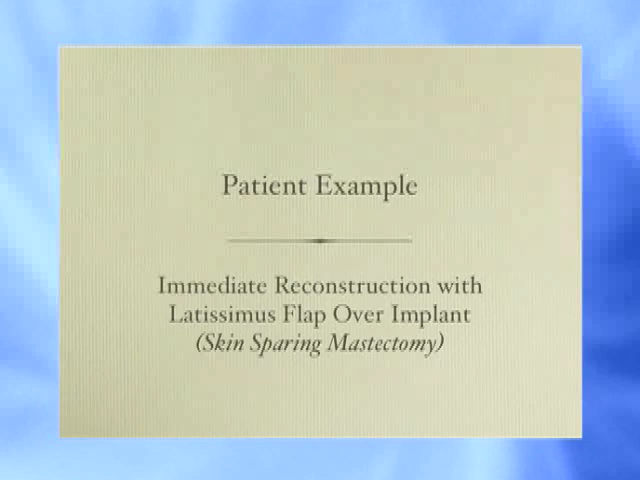 Patient Example
Immediate Reconstruction with
Latissimus Flap Over Implant
(Skin Sparing Mastectomy)